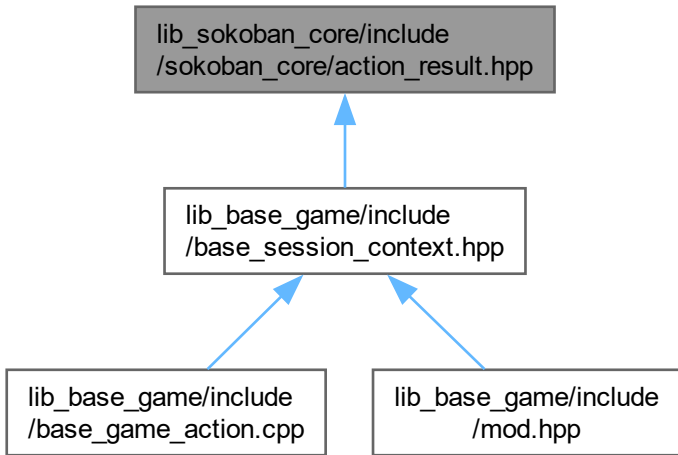 lib_sokoban_core/include
/sokoban_core/action_result.hpp
lib_base_game/include
/base_session_context.hpp
lib_base_game/include
/base_game_action.cpp
lib_base_game/include
/mod.hpp